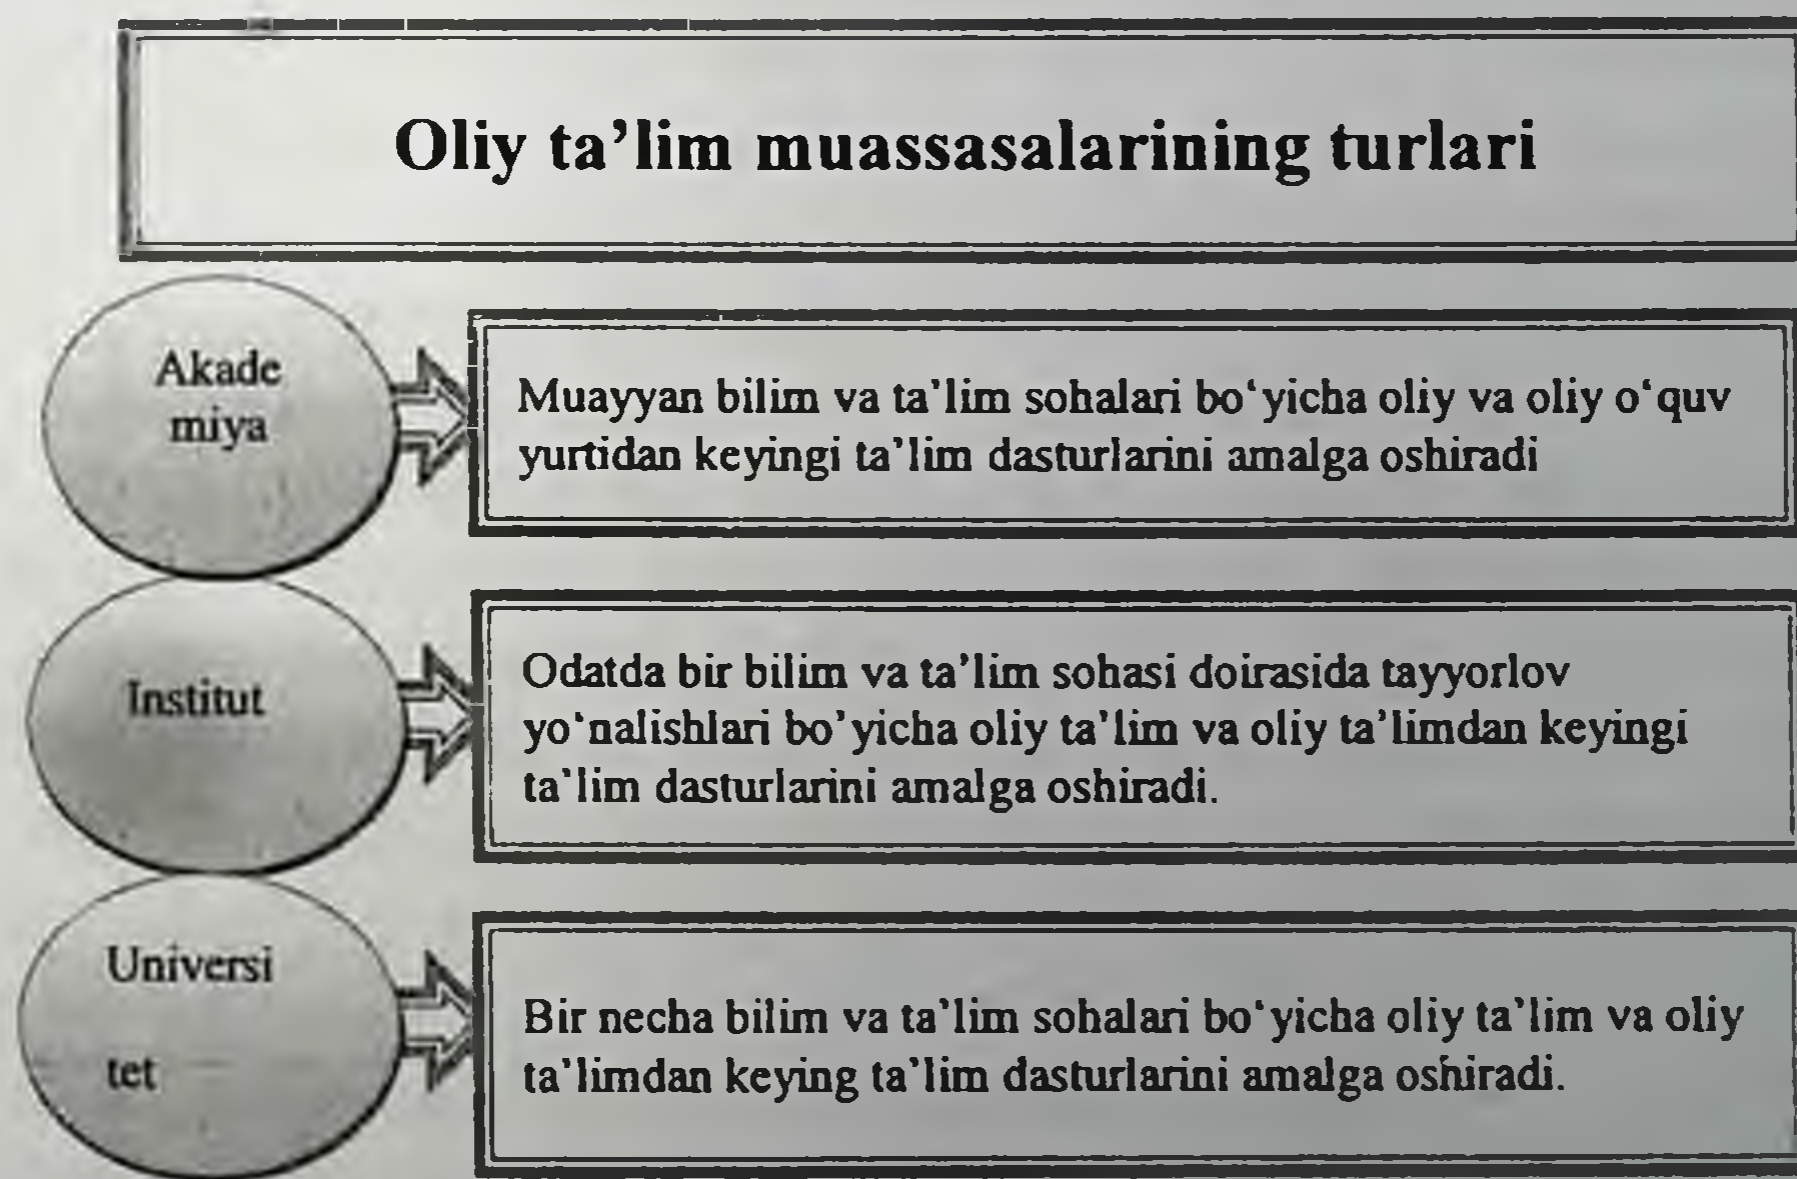 Oliy ta’lim muassasalarining turlari
Akade
miya
Muayyan bilim va ta’lim sohalari bo‘yicha oliy va oliy o‘quv
yurtidan keyingi ta’lim dasturlarini amalga oshiradi
Institut
Odatda bir bilim va ta’lim sohasi doirasida tayyorlov
yo‘nalishlari bo’yicha oliy ta’lim va oliy ta’limdan keyingi
ta’lim dasturlarini amalga oshiradi.
Universi
tet
Bir necha bilim va ta’lim sohalari bo‘yicha oliy ta’lim va oliy
ta’limdan keying ta’lim dasturlarini amalga oshiradi.